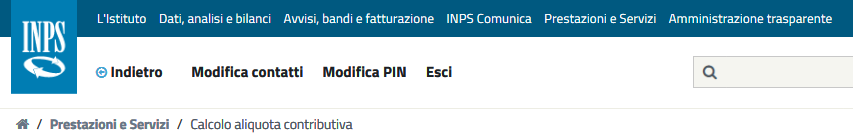 L'Istituto Dati, analisi e bilanci Avvisi, bandi e fatturazione INPS Comunica Prestazioni e Servizi Amministrazione trasparente
INPS
Indietro Modifica contatti Modifica PIN Esci
/ Prestazioni e Servizi / Calcolo aliquota contributiva